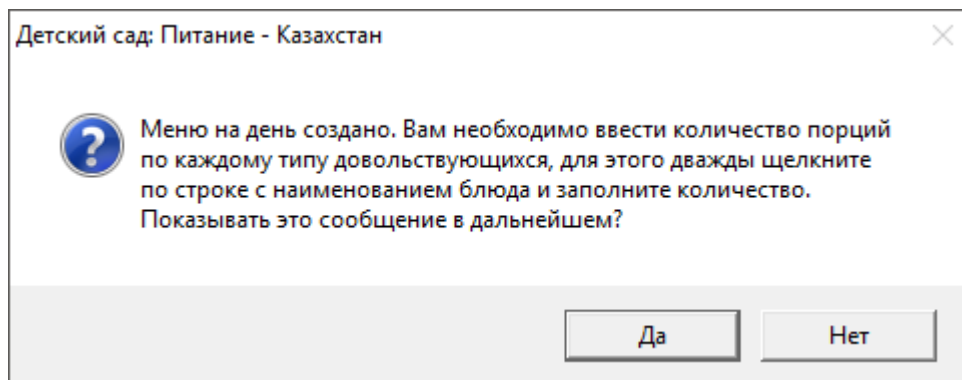 Детский сад: Питание - Казахстан
Меню на день создано. Вам необходимо ввести количество порций
по каждому типу довольствующихся, для этого дважды щелкните
по строке с наименованием блюда и заполните количество.
Показывать это сообщение в дальнейшем?
Да
Нет